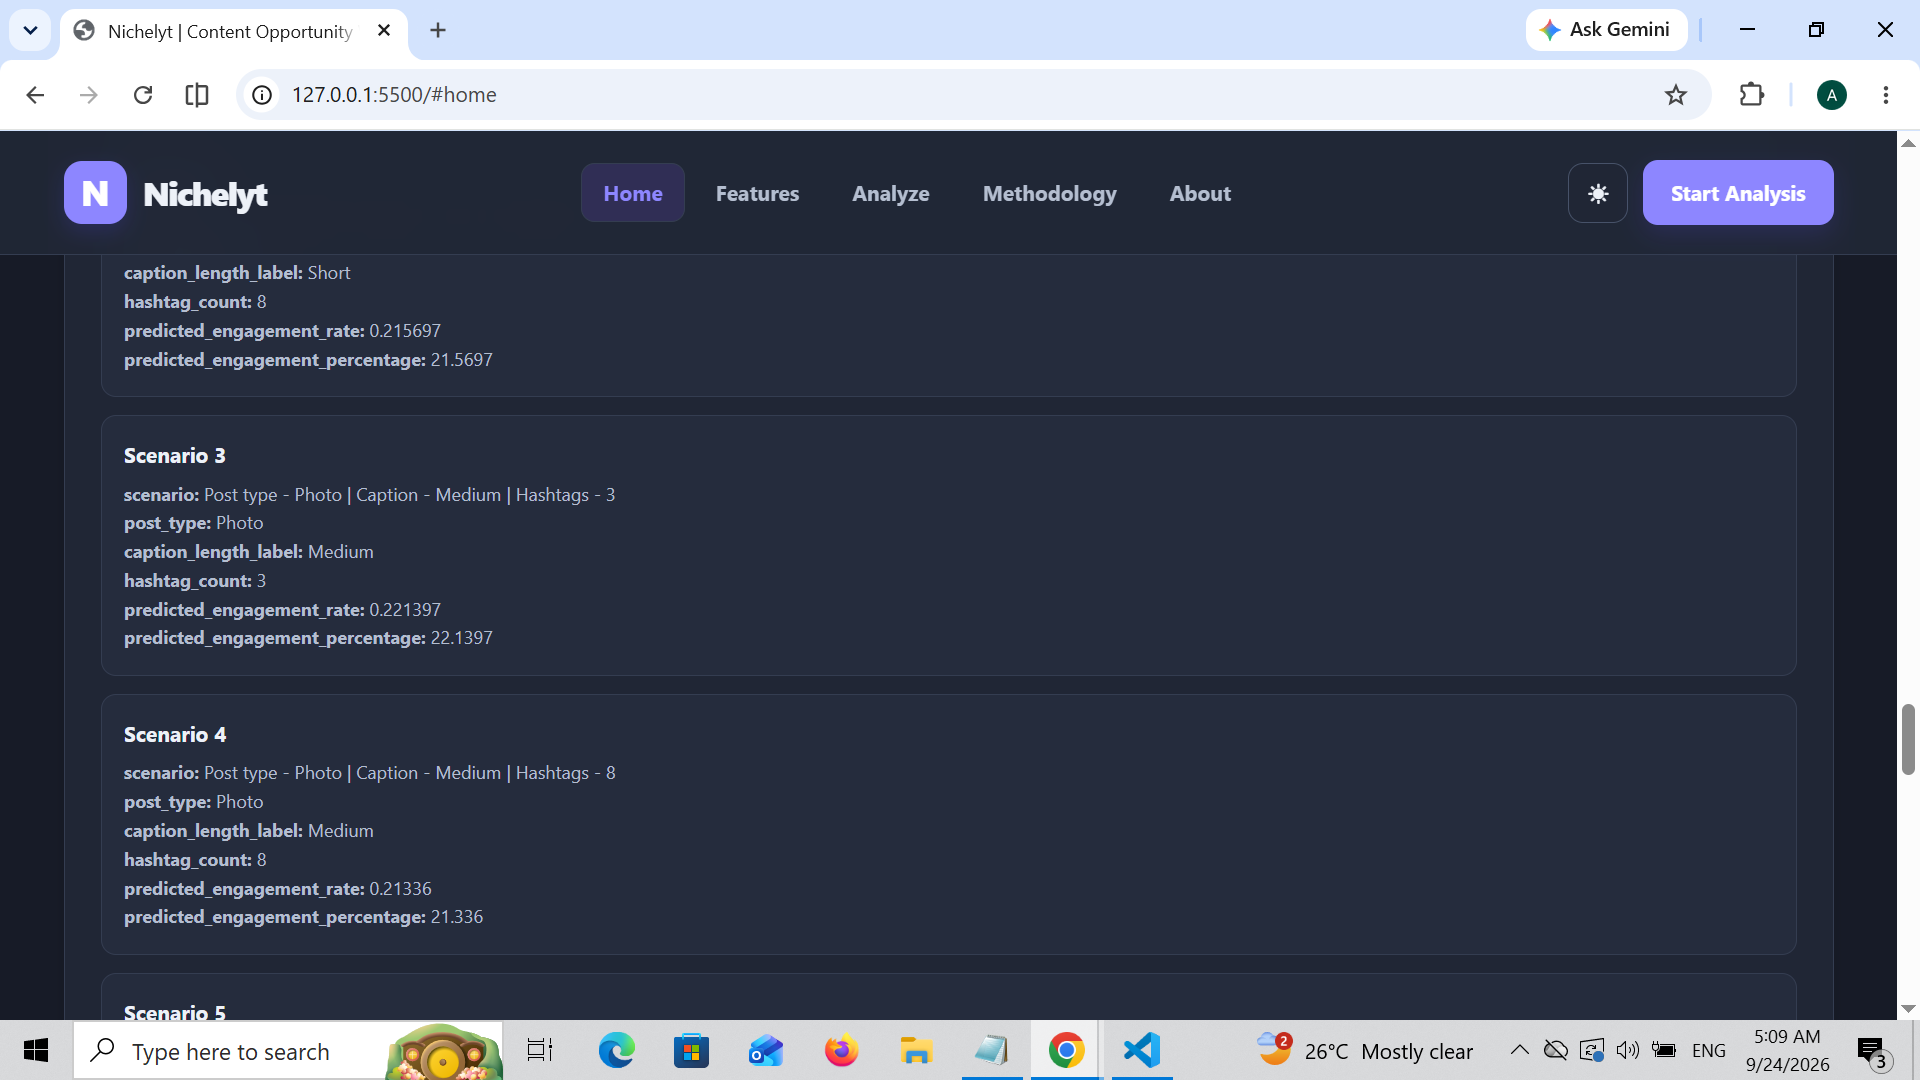 Nichelyt | Content Opportunity
Ask Gemini
127.0.0.1:5500/#home
A
N
Nichelyt
Home
Features
Analyze
Methodology
About
Start Analysis
caption_length_label: Short
hashtag_count: 8
predicted_engagement_rate: 0.215697
predicted_engagement_percentage: 21.5697
Scenario 3
scenario: Post type - Photo | Caption - Medium | Hashtags - 3
post_type: Photo
caption_length_label: Medium
hashtag_count: 3
predicted_engagement_rate: 0.221397
predicted_engagement_percentage: 22.1397
Scenario 4
scenario: Post type - Photo | Caption - Medium | Hashtags - 8
post_type: Photo
caption_length_label: Medium
hashtag_count: 8
predicted_engagement_rate: 0.21336
predicted_engagement_percentage: 21.336
Scenario 5
Type here to search
2
26°C Mostly clear
ENG
5:09 AM
9/24/2026
3